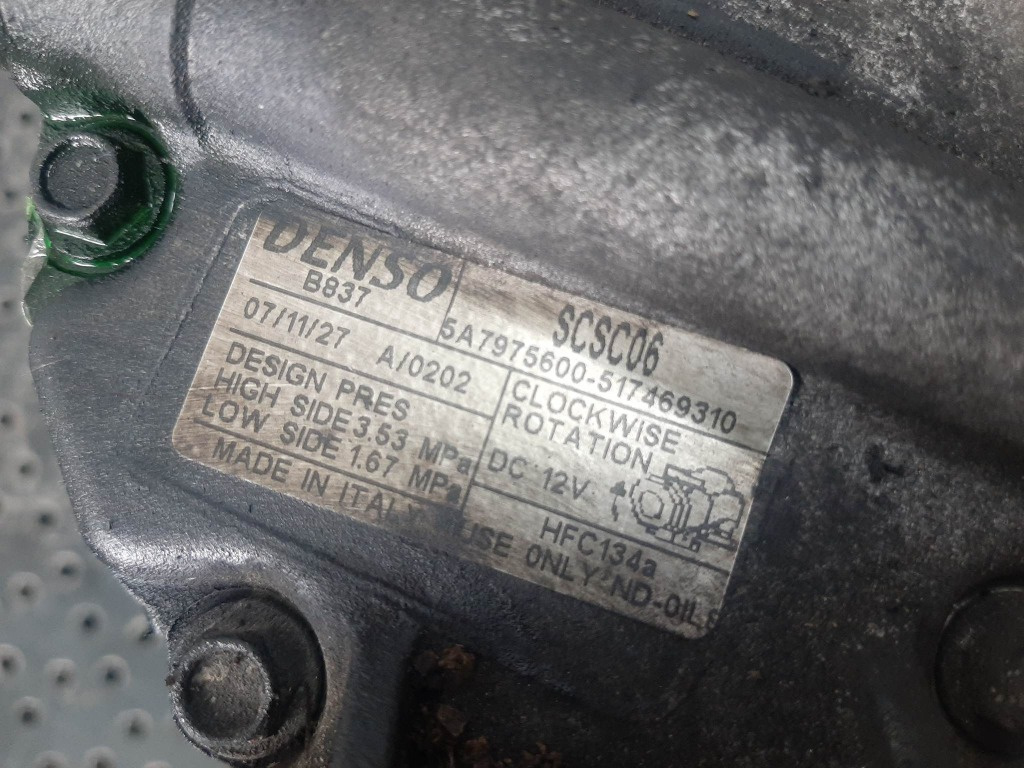 DENSO
B837
SCSC06
5A7975600-517469310
07/11/27 A/0202
CLOCKWISE
ROTATION
DESIGN PRES
HIGH SIDE 3.53 MPa
LOW SIDE 1.67 MPa
DC 12V
HFC134a
MADE IN ITALY USE ONLY ND-OIL